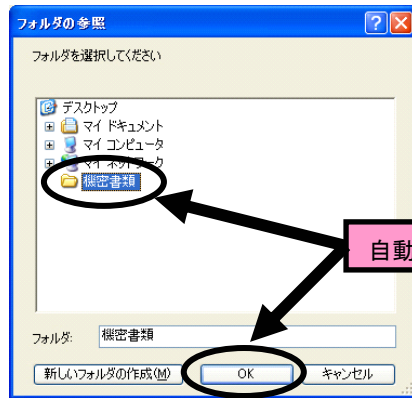 フォルダの参照
フォルダを選択してください
デスクトップ
マイ ドキュメント
マイ コンピュータ
マイ ネットワーク
機密書類
自動
フォルダ: 機密書類
新しいフォルダの作成(M) OK キャンセル